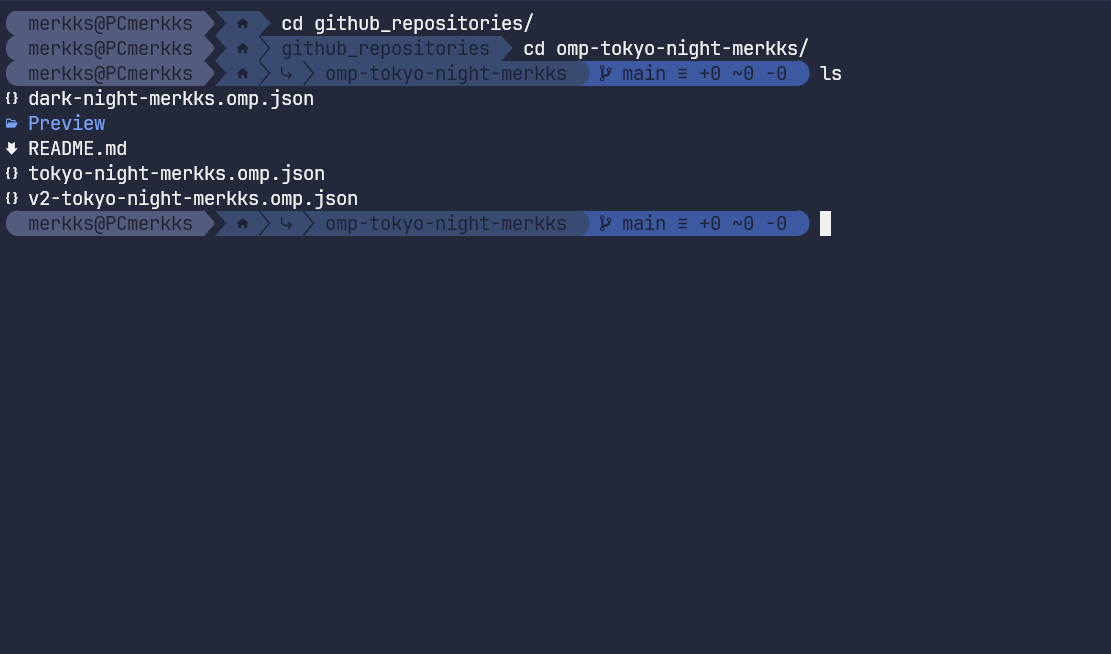 merkks@PCmerkks cd github_repositories/
merkks@PCmerkks github_repositories cd omp-tokyo-night-merkks/
merkks@PCmerkks omp-tokyo-night-merkks main ≡ +0 ~0 -0 ls
{} dark-night-merkks.omp.json
Preview
README.md
{} tokyo-night-merkks.omp.json
{} v2-tokyo-night-merkks.omp.json
merkks@PCmerkks omp-tokyo-night-merkks main ≡ +0 ~0 -0